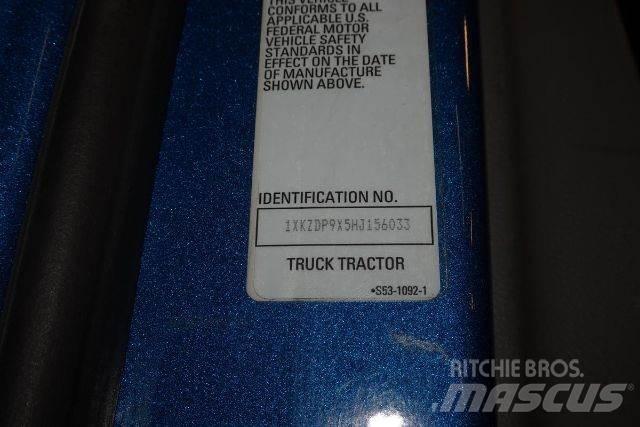 THIS VEHICLE
CONFORMS TO ALL
APPLICABLE U.S.
FEDERAL MOTOR
VEHICLE SAFETY
STANDARDS IN
EFFECT ON THE DATE
OF MANUFACTURE
SHOWN ABOVE.
IDENTIFICATION NO.
1XKZDP9X5HJ156033
TRUCK TRACTOR
•S53-1092-1
RITCHIE BROS.
MASCUS